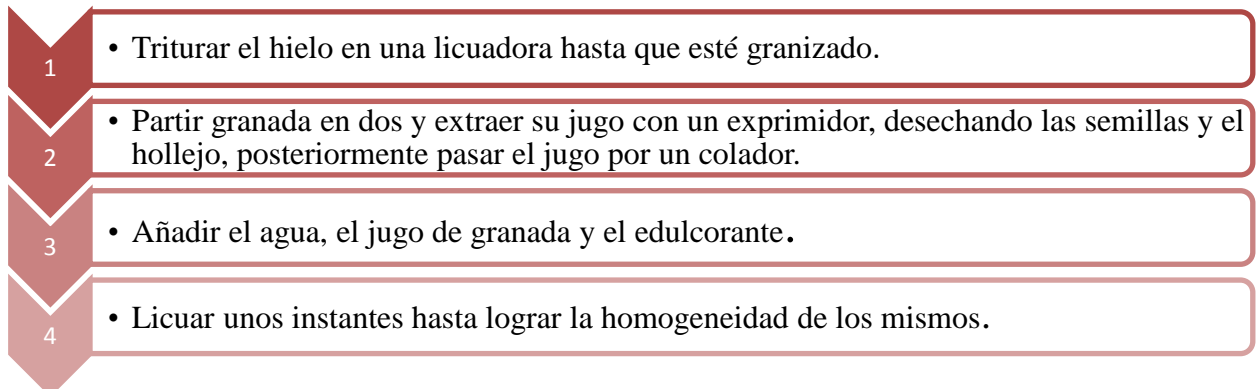 1
• Triturar el hielo en una licuadora hasta que esté granizado.
2
• Partir granada en dos y extraer su jugo con un exprimidor, desechando las semillas y el
hollejo, posteriormente pasar el jugo por un colador.
3
• Añadir el agua, el jugo de granada y el edulcorante.
4
• Licuar unos instantes hasta lograr la homogeneidad de los mismos.